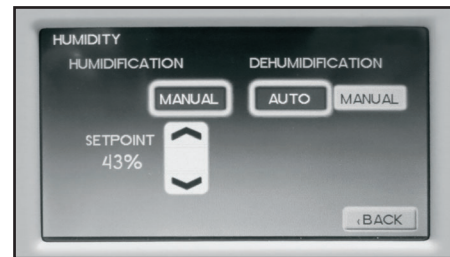 HUMIDITY
HUMIDIFICATION DEHUMIDIFICATION
MANUAL AUTO MANUAL
SETPOINT
43%
‹BACK